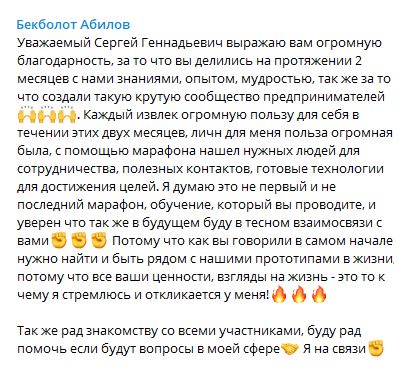 Бекболот Абилов
Уважаемый Сергей Геннадьевич выражаю вам огромную
благодарность, за то что вы делились на протяжении 2
месяцев с нами знаниями, опытом, мудростью, так же за то
что создали такую крутую сообщество предпринимателей
🙌🙌🙌. Каждый извлек огромную пользу для себя в
течении этих двух месяцев, личн для меня польза огромная
была, с помощью марафона нашел нужных людей для
сотрудничества, полезных контактов, готовые технологии
для достижения целей. Я думаю это не первый и не
последний марафон, обучение, который вы проводите, и
уверен что так же в будущем буду в тесном взаимосвязи с
вами✊✊✊ Потому что как вы говорили в самом начале
нужно найти и быть рядом с нашими прототипами в жизни,
потому что все ваши ценности, взгляды на жизнь - это то к
чему я стремлюсь и откликается у меня!🔥🔥🔥
Так же рад знакомству со всеми участниками, буду рад
помочь если будут вопросы в моей сфере🤝 Я на связи✊